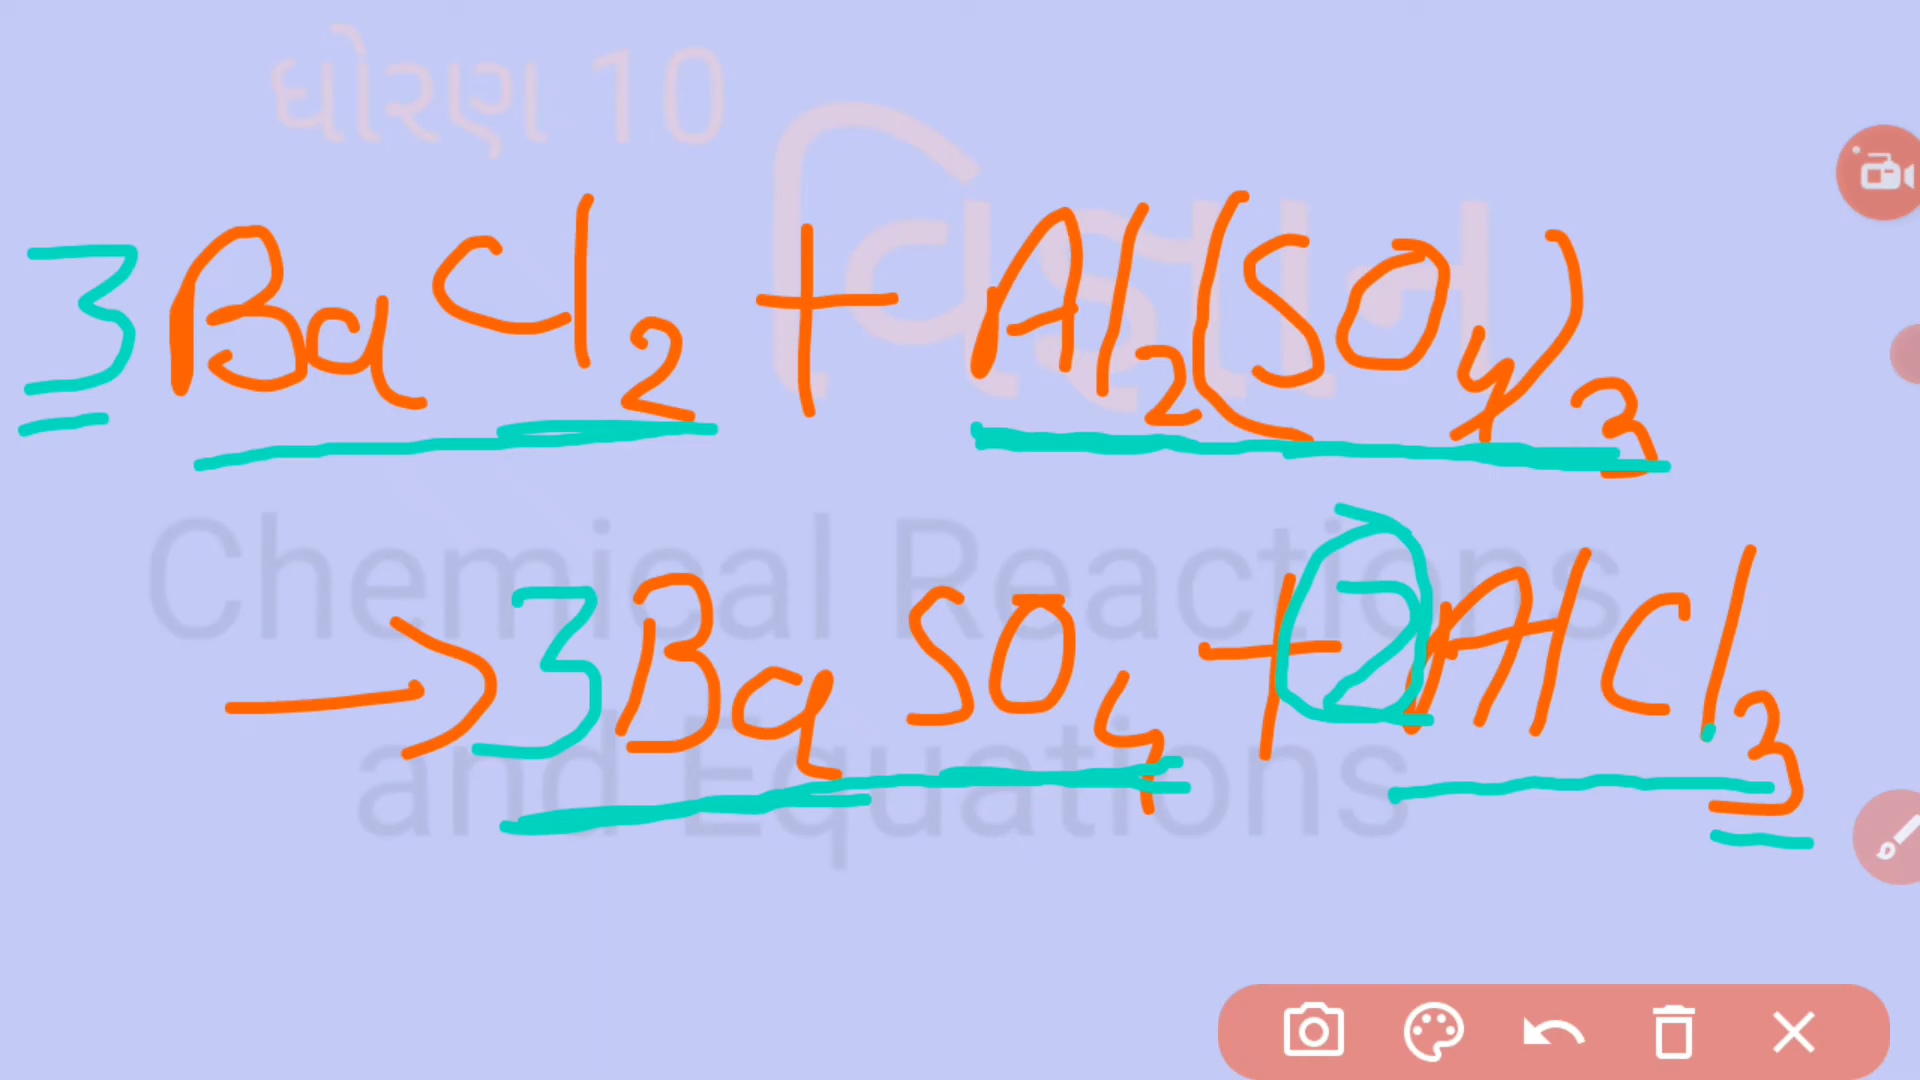 ધોરણ 10
વિજ્ઞાન
3BaCl₂ + Al₂(SO₄)₃
Chemical Reactions
→ 3BaSO₄ + 2AlCl₃
and Equations